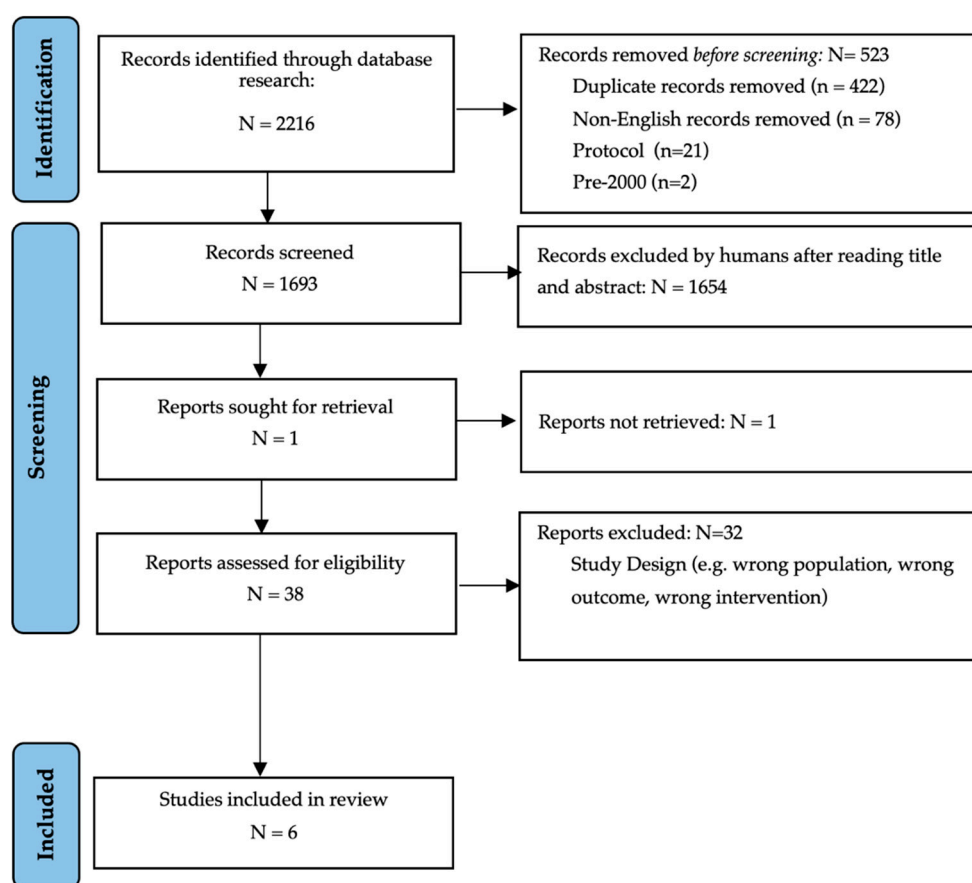 Identification
Records identified through database
research:
N = 2216
Records removed before screening: N= 523
Duplicate records removed (n = 422)
Non-English records removed (n = 78)
Protocol (n=21)
Pre-2000 (n=2)
Screening
Records screened
N = 1693
Records excluded by humans after reading title
and abstract: N = 1654
Reports sought for retrieval
N = 1
Reports not retrieved: N = 1
Reports assessed for eligibility
N = 38
Reports excluded: N=32
Study Design (e.g. wrong population, wrong
outcome, wrong intervention)
Included
Studies included in review
N = 6